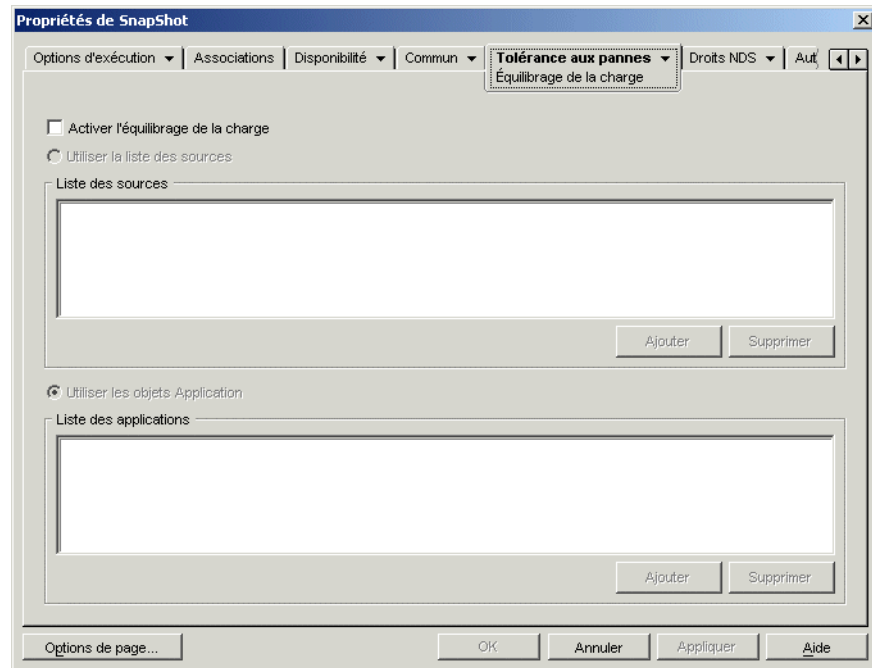 Propriétés de SnapShot
Options d'exécution Associations Disponibilité Commun Tolérance aux pannes Droits NDS Aut
Équilibrage de la charge
Activer l'équilibrage de la charge
Utiliser la liste des sources
Liste des sources
Ajouter Supprimer
Utiliser les objets Application
Liste des applications
Ajouter Supprimer
Options de page... OK Annuler Appliquer Aide